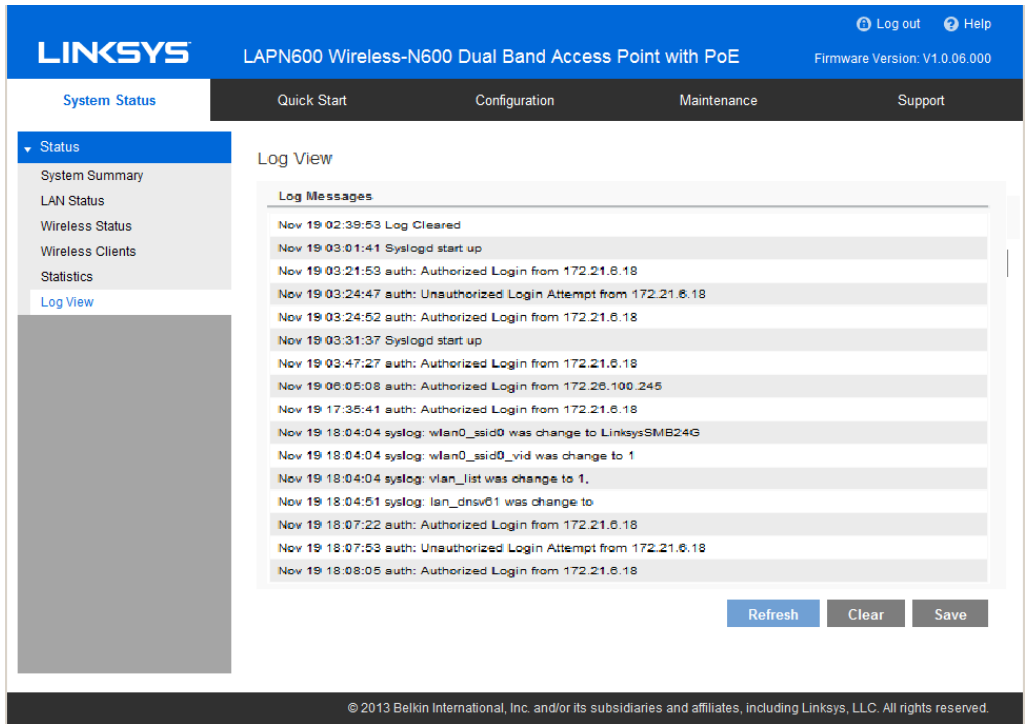 Log out Help
LINKSYS
LAPN600 Wireless-N600 Dual Band Access Point with PoE
Firmware Version: V1.0.06.000
System Status Quick Start Configuration Maintenance Support
Status
System Summary
LAN Status
Wireless Status
Wireless Clients
Statistics
Log View
Log View
Log Messages
Nov 19 02:39:53 Log Cleared
Nov 19 03:01:41 Syslogd start up
Nov 19 03:21:53 auth: Authorized Login from 172.21.6.18
Nov 19 03:24:47 auth: Unauthorized Login Attempt from 172.21.6.18
Nov 19 03:24:52 auth: Authorized Login from 172.21.6.18
Nov 19 03:31:37 Syslogd start up
Nov 19 03:47:27 auth: Authorized Login from 172.21.6.18
Nov 19 06:05:08 auth: Authorized Login from 172.26.100.245
Nov 19 17:35:41 auth: Authorized Login from 172.21.6.18
Nov 19 18:04:04 syslog: wlan0_ssid0 was change to LinksysSMB24G
Nov 19 18:04:04 syslog: wlan0_ssid0_vid was change to 1
Nov 19 18:04:04 syslog: vlan_list was change to 1,
Nov 19 18:04:51 syslog: lan_dnsv61 was change to
Nov 19 18:07:22 auth: Authorized Login from 172.21.6.18
Nov 19 18:07:53 auth: Unauthorized Login Attempt from 172.21.6.18
Nov 19 18:08:05 auth: Authorized Login from 172.21.6.18
Refresh Clear Save
© 2013 Belkin International, Inc. and/or its subsidiaries and affiliates, including Linksys, LLC. All rights reserved.